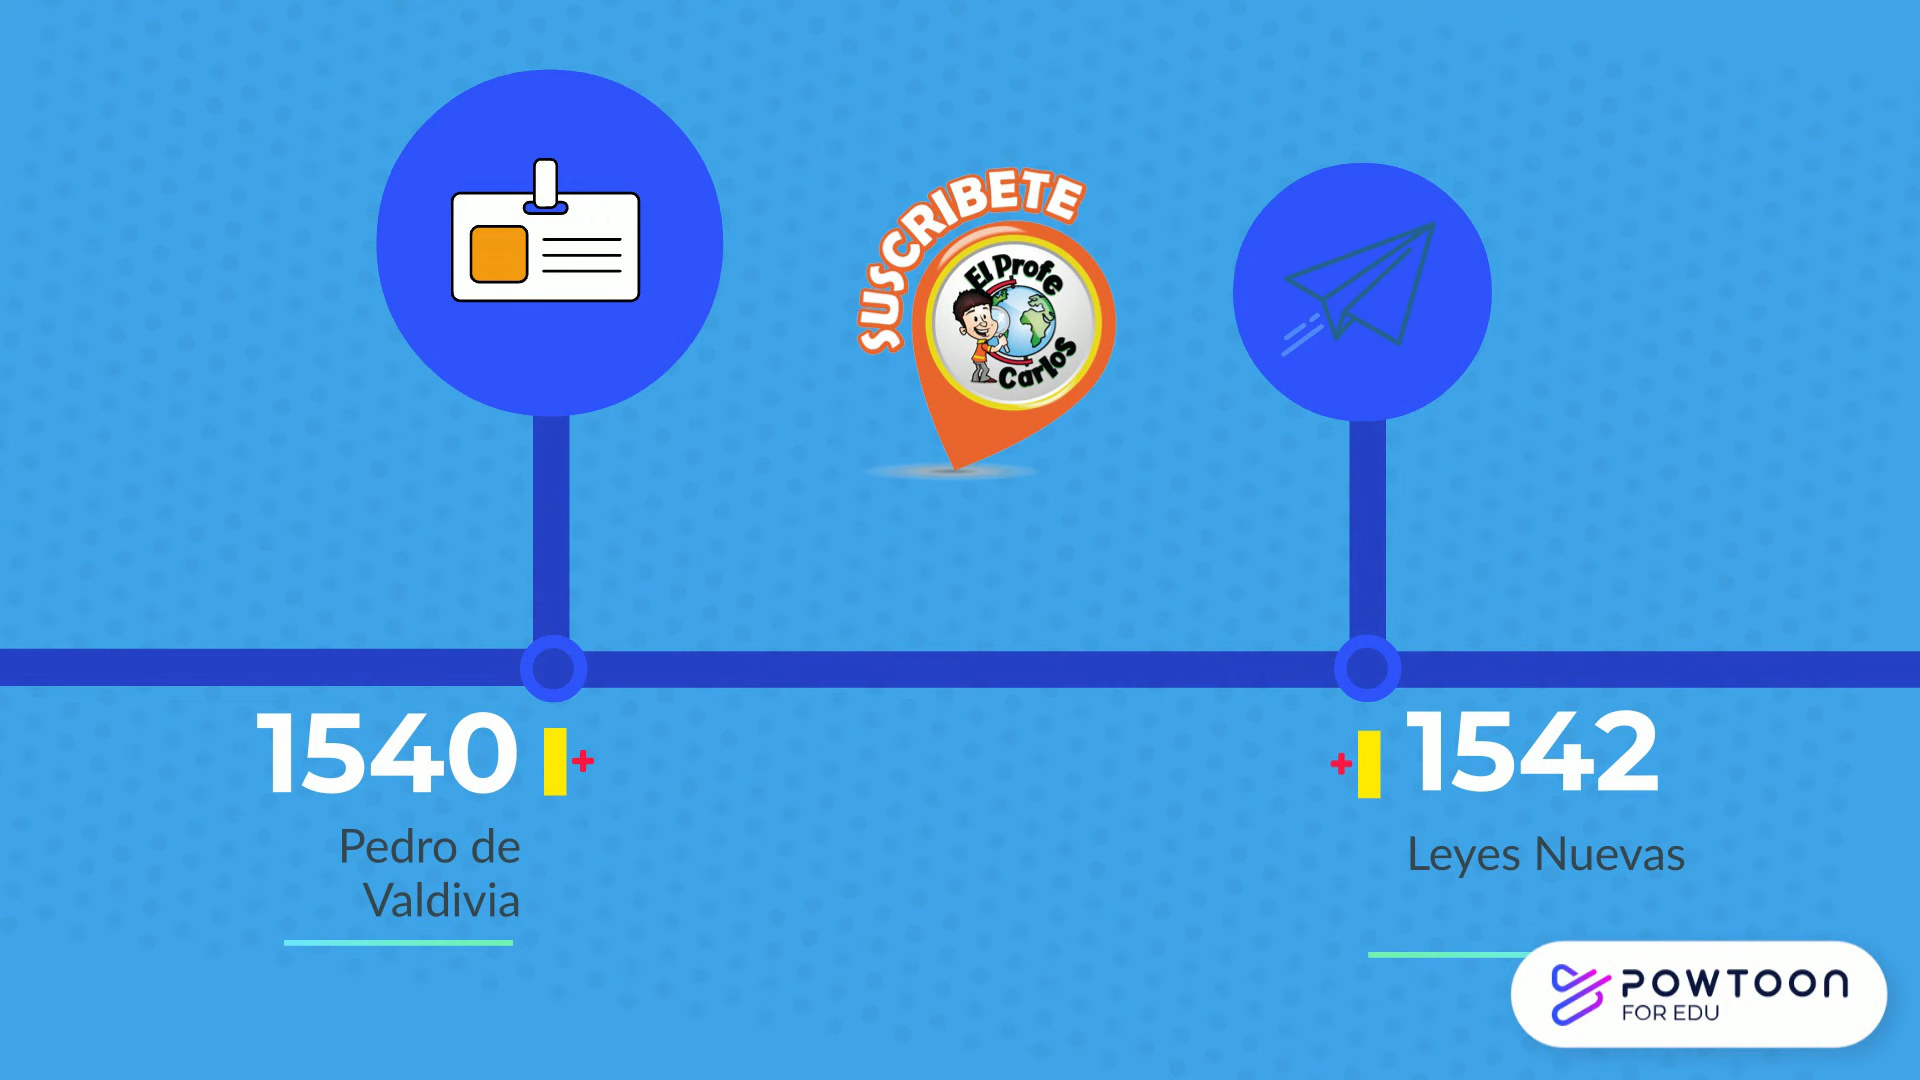 SUSCRIBETE
El Profe
Carlos
1540
Pedro de
Valdivia
1542
Leyes Nuevas
POWTOON
FOR EDU